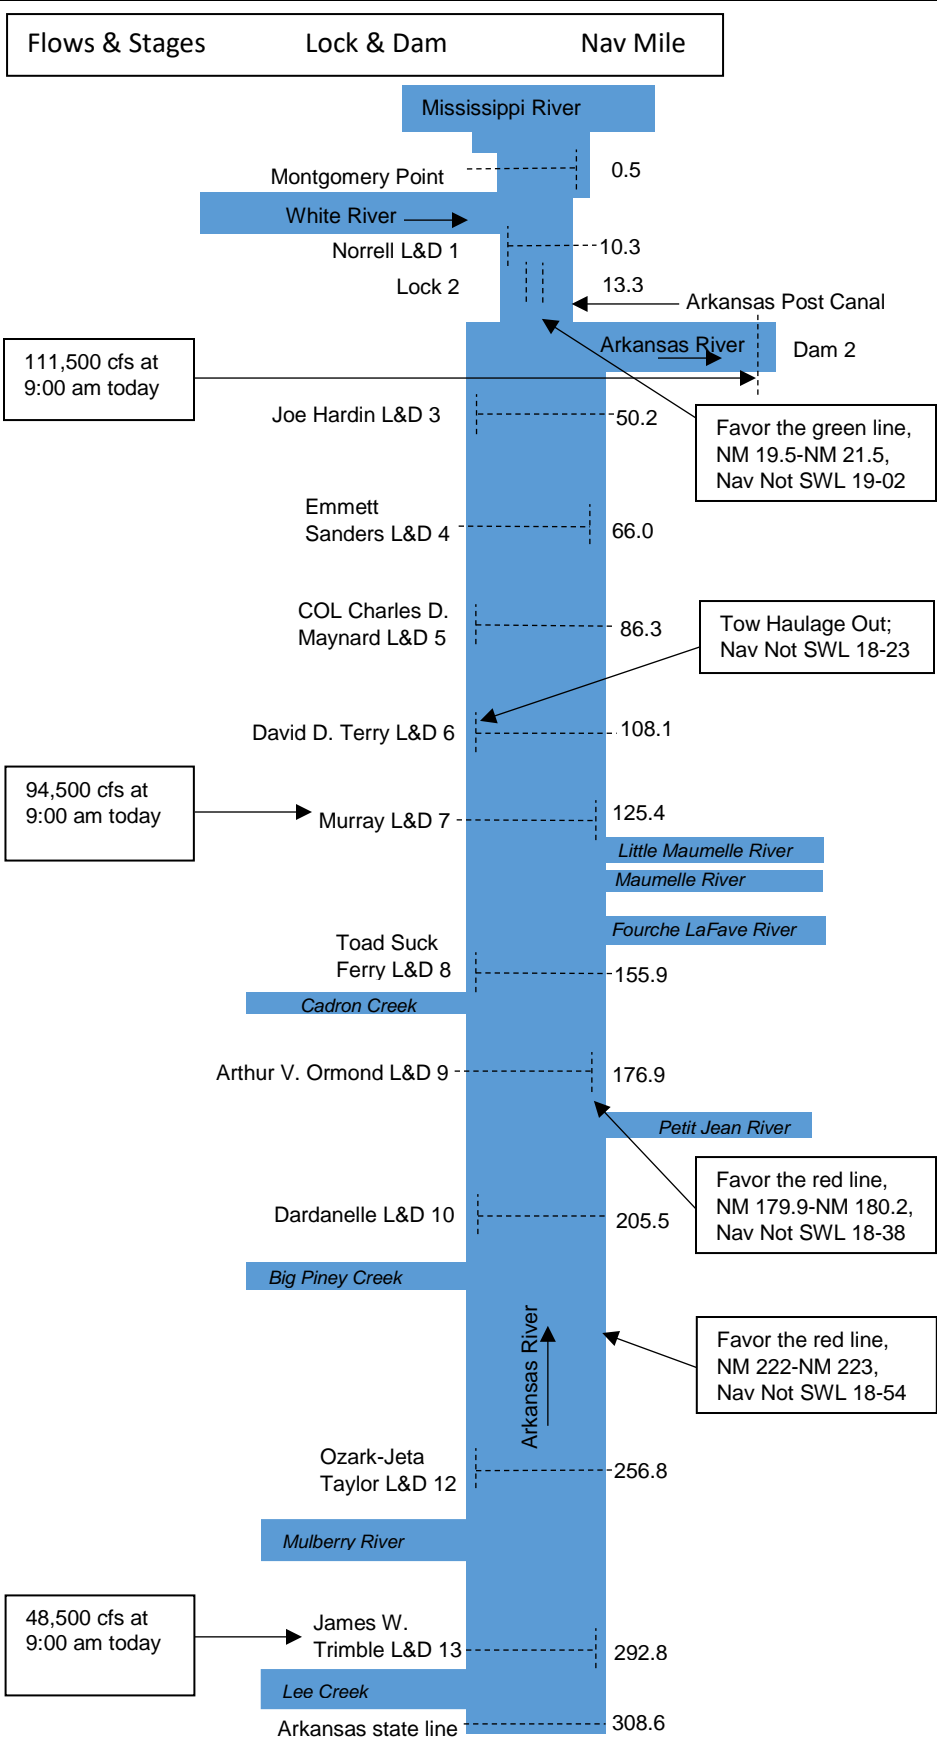 Flows & Stages Lock & Dam Nav Mile
Mississippi River
Montgomery Point 0.5
White River
Norrell L&D 1 10.3
Lock 2 13.3
Arkansas Post Canal
Arkansas River Dam 2
111,500 cfs at
9:00 am today
Joe Hardin L&D 3 50.2
Favor the green line,
NM 19.5-NM 21.5,
Nav Not SWL 19-02
Emmett
Sanders L&D 4 66.0
COL Charles D.
Maynard L&D 5 86.3
Tow Haulage Out;
Nav Not SWL 18-23
David D. Terry L&D 6 108.1
94,500 cfs at
9:00 am today
Murray L&D 7 125.4
Little Maumelle River
Maumelle River
Fourche LaFave River
Toad Suck
Ferry L&D 8 155.9
Cadron Creek
Arthur V. Ormond L&D 9 176.9
Petit Jean River
Favor the red line,
NM 179.9-NM 180.2,
Nav Not SWL 18-38
Dardanelle L&D 10 205.5
Big Piney Creek
Arkansas River
Favor the red line,
NM 222-NM 223,
Nav Not SWL 18-54
Ozark-Jeta
Taylor L&D 12 256.8
Mulberry River
48,500 cfs at
9:00 am today
James W.
Trimble L&D 13 292.8
Lee Creek
Arkansas state line 308.6